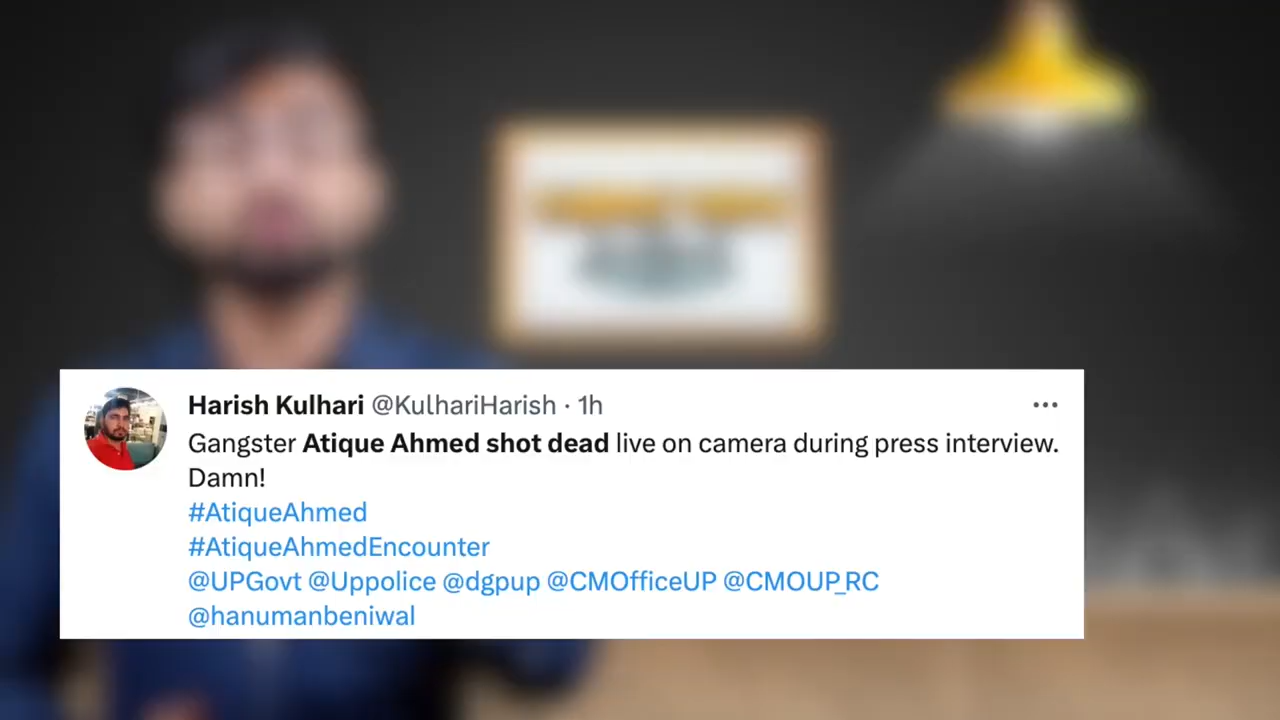 Harish Kulhari @KulhariHarish · 1h
Gangster Atique Ahmed shot dead live on camera during press interview.
Damn!
#AtiqueAhmed
#AtiqueAhmedEncounter
@UPGovt @Uppolice @dgpup @CMOfficeUP @CMOUP_RC
@hanumanbeniwal